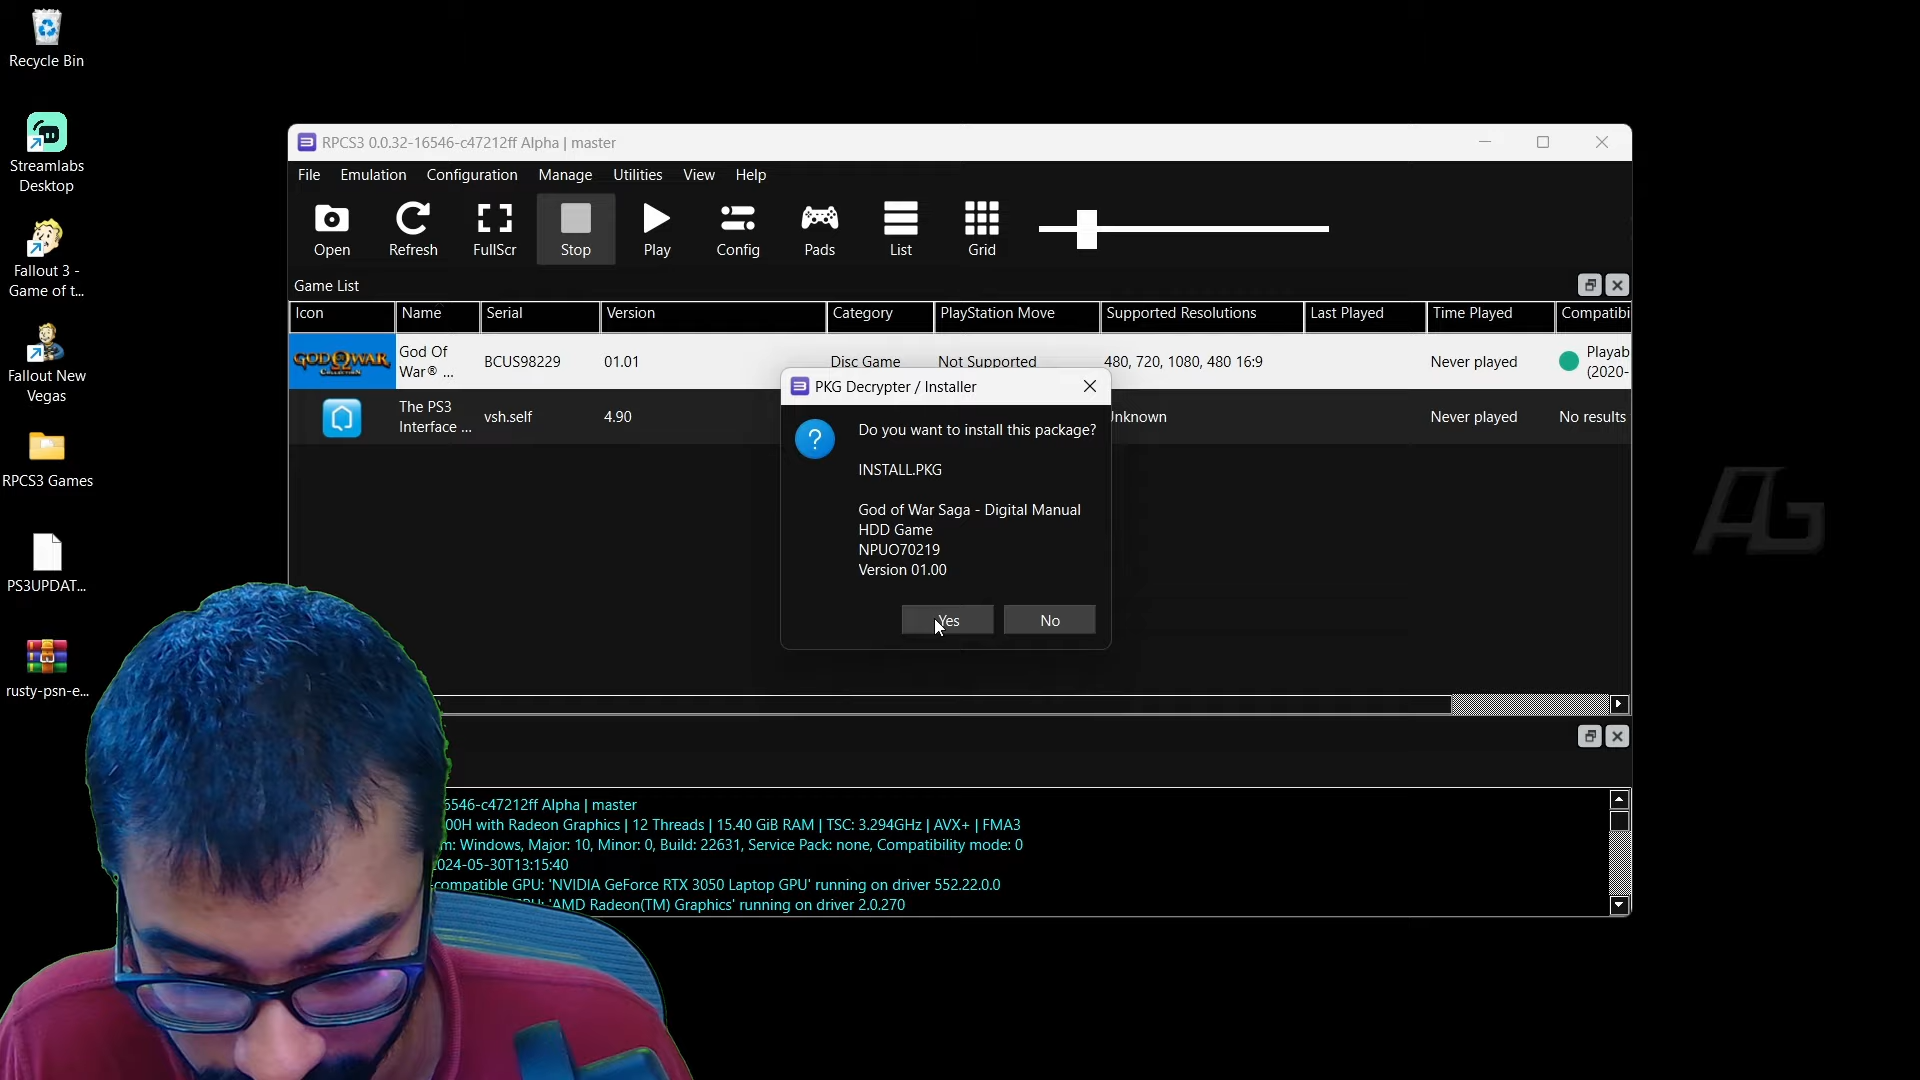 Recycle Bin
Streamlabs
Desktop
Fallout 3 -
Game of t...
Fallout New
Vegas
RPCS3 Games
PS3UPDAT...
rusty-psn-e...
RPCS3 0.0.32-16546-c47212ff Alpha | master
File Emulation Configuration Manage Utilities View Help
Open Refresh FullScr Stop Play Config Pads List Grid
Game List
Icon Name Serial Version Category PlayStation Move Supported Resolutions Last Played Time Played Compatibi
GOD OF WAR
COLLECTION
God Of
War® ...
BCUS98229 01.01 Disc Game Not Supported 480, 720, 1080, 480 16:9 Never played
Playab
(2020-
The PS3
Interface ...
vsh.self 4.90 Unknown Never played No results
PKG Decrypter / Installer
Do you want to install this package?
INSTALL.PKG
God of War Saga - Digital Manual
HDD Game
NPUO70219
Version 01.00
Yes No
AG
6546-c47212ff Alpha | master
00H with Radeon Graphics | 12 Threads | 15.40 GiB RAM | TSC: 3.294GHz | AVX+ | FMA3
m: Windows, Major: 10, Minor: 0, Build: 22631, Service Pack: none, Compatibility mode: 0
024-05-30T13:15:40
-compatible GPU: 'NVIDIA GeForce RTX 3050 Laptop GPU' running on driver 552.22.0.0
'AMD Radeon(TM) Graphics' running on driver 2.0.270